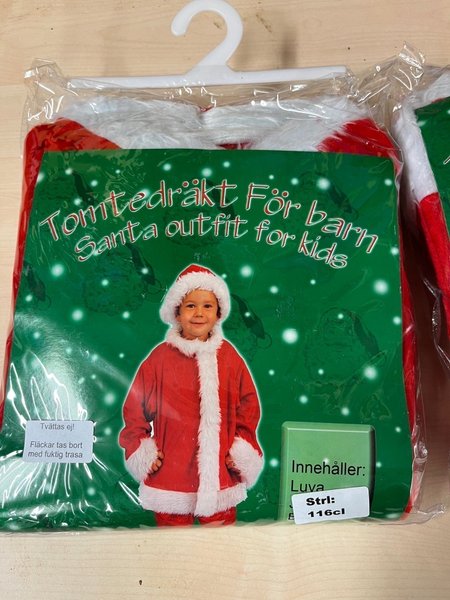 Tomtedräkt För barn
Santa outfit for kids
Tvättas ej!
Fläckar tas bort
med fuktig trasa
Innehåller:
Luva
Strl:
116cl